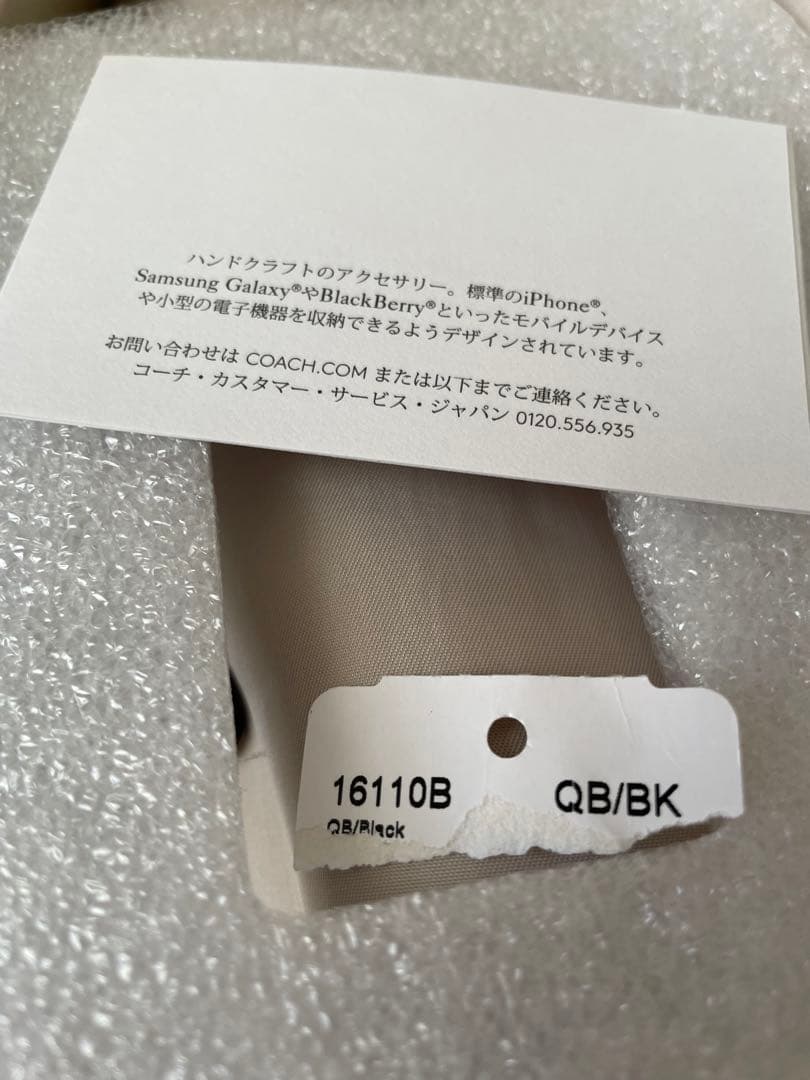 ハンドクラフトのアクセサリー。標準のiPhone®、
Samsung Galaxy®やBlackBerry®といったモバイルデバイス
や小型の電子機器を収納できるようデザインされています。
お問い合わせは COACH.COM または以下までご連絡ください。
コーチ・カスタマー・サービス・ジャパン 0120.556.935
16110B QB/BK
QB/Black